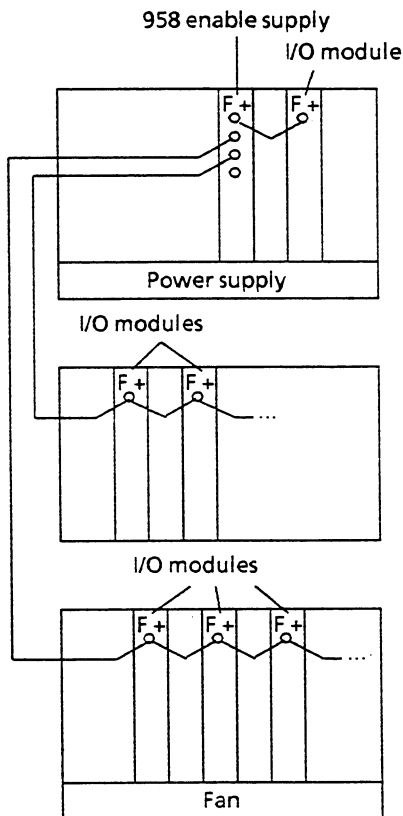 958 enable supply
I/O module
F + F +
Power supply
I/O modules
F + F +
...
I/O modules
F + F + F +
....
Fan